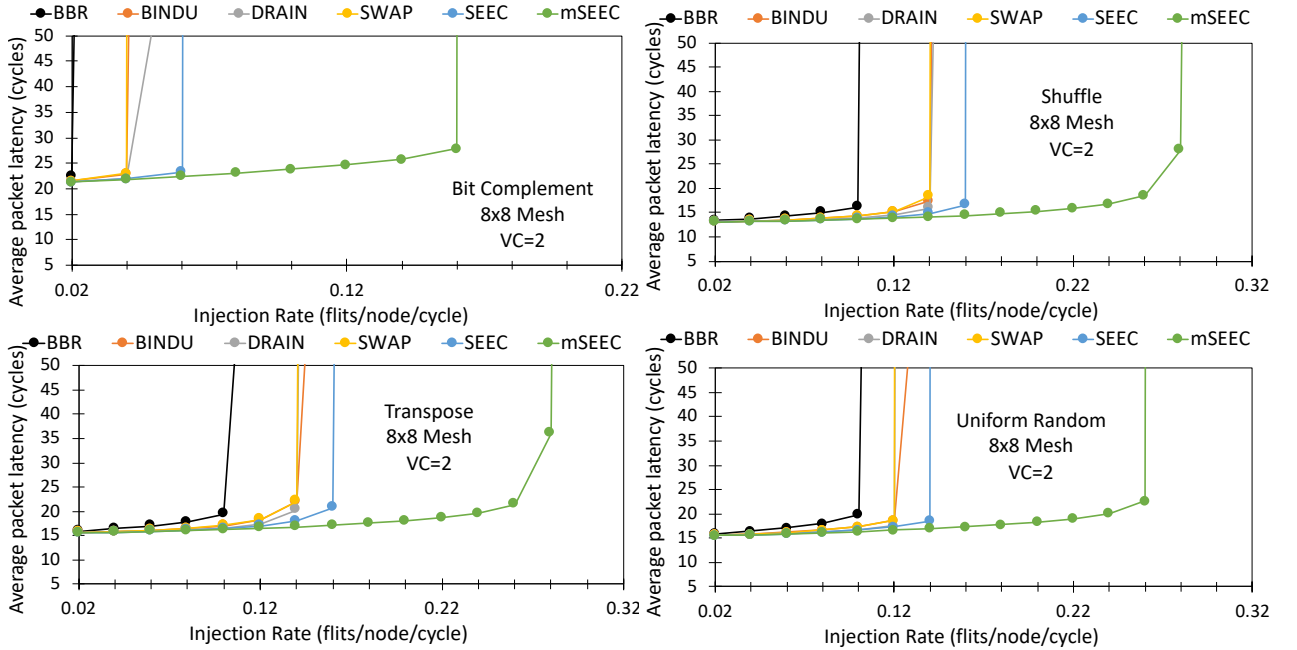 BBR BINDU DRAIN SWAP SEEC mSEEC
Average packet latency (cycles)
50
45
40
35
30
25
20
15
10
5
Bit Complement
8x8 Mesh
VC=2
0.02 0.12 0.22
Injection Rate (flits/node/cycle)
BBR BINDU DRAIN SWAP SEEC mSEEC
Average packet latency (cycles)
50
45
40
35
30
25
20
15
10
5
Shuffle
8x8 Mesh
VC=2
0.02 0.12 0.22 0.32
Injection Rate (flits/node/cycle)
BBR BINDU DRAIN SWAP SEEC mSEEC
Average packet latency (cycles)
50
45
40
35
30
25
20
15
10
5
Transpose
8x8 Mesh
VC=2
0.02 0.12 0.22 0.32
Injection Rate (flits/node/cycle)
BBR BINDU DRAIN SWAP SEEC mSEEC
Average packet latency (cycles)
50
45
40
35
30
25
20
15
10
5
Uniform Random
8x8 Mesh
VC=2
0.02 0.12 0.22 0.32
Injection Rate (flits/node/cycle)